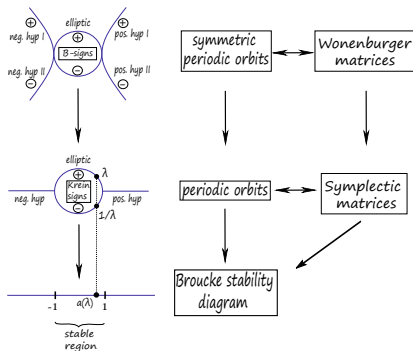 elliptic
neg. hyp I
pos. hyp I
+
+
+
B-signs
-
neg. hyp II
pos. hyp II
-
-
symmetric
periodic orbits
Wonenburger
matrices
elliptic
+
λ
Krein
signs
neg. hyp
pos. hyp
-
1/λ
periodic orbits
Symplectic
matrices
Broucke stability
diagram
-1
a(λ)
1
stable
region